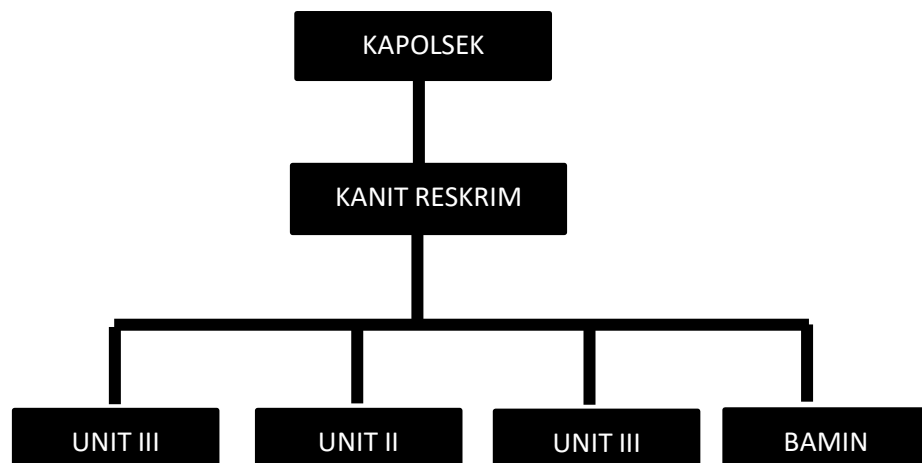 KAPOLSEK
KANIT RESKRIM
UNIT III
UNIT II
UNIT III
BAMIN